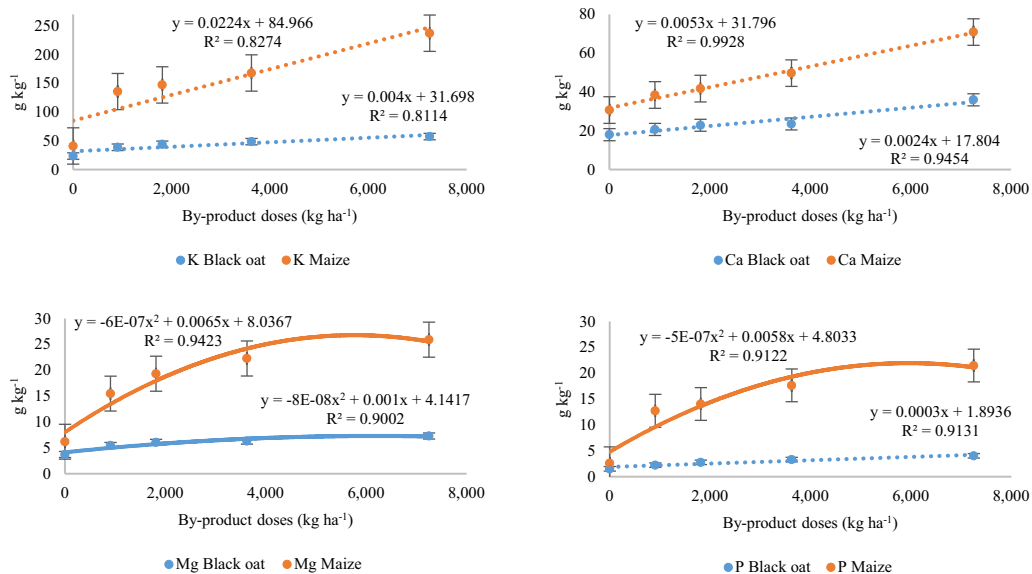 y = 0.0224x + 84.966
R² = 0.8274
y = 0.004x + 31.698
R² = 0.8114
g kg⁻¹
250
200
150
100
50
0
0 2,000 4,000 6,000 8,000
By-product doses (kg ha⁻¹)
K Black oat K Maize
y = 0.0053x + 31.796
R² = 0.9928
y = 0.0024x + 17.804
R² = 0.9454
g kg⁻¹
80
60
40
20
0
0 2,000 4,000 6,000 8,000
By-product doses (kg ha⁻¹)
Ca Black oat Ca Maize
y = -6E-07x² + 0.0065x + 8.0367
R² = 0.9423
y = -8E-08x² + 0.001x + 4.1417
R² = 0.9002
g kg⁻¹
30
25
20
15
10
5
0
0 2,000 4,000 6,000 8,000
By-product doses (kg ha⁻¹)
Mg Black oat Mg Maize
y = -5E-07x² + 0.0058x + 4.8033
R² = 0.9122
y = 0.0003x + 1.8936
R² = 0.9131
g kg⁻¹
30
25
20
15
10
5
0
0 2,000 4,000 6,000 8,000
By-product doses (kg ha⁻¹)
P Black oat P Maize